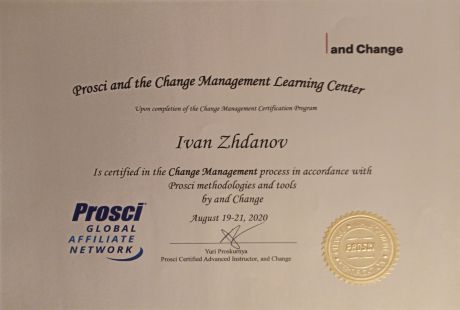 and Change
Prosci and the Change Management Learning Center
Upon completion of the Change Management Certification Program
Ivan Zhdanov
Is certified in the Change Management process in accordance with
Prosci methodologies and tools
by and Change
August 19-21, 2020
Prosci
GLOBAL
AFFILIATE
NETWORK
Yuri Proskurnya
Prosci Certified Advanced Instructor, and Change
PROSCI